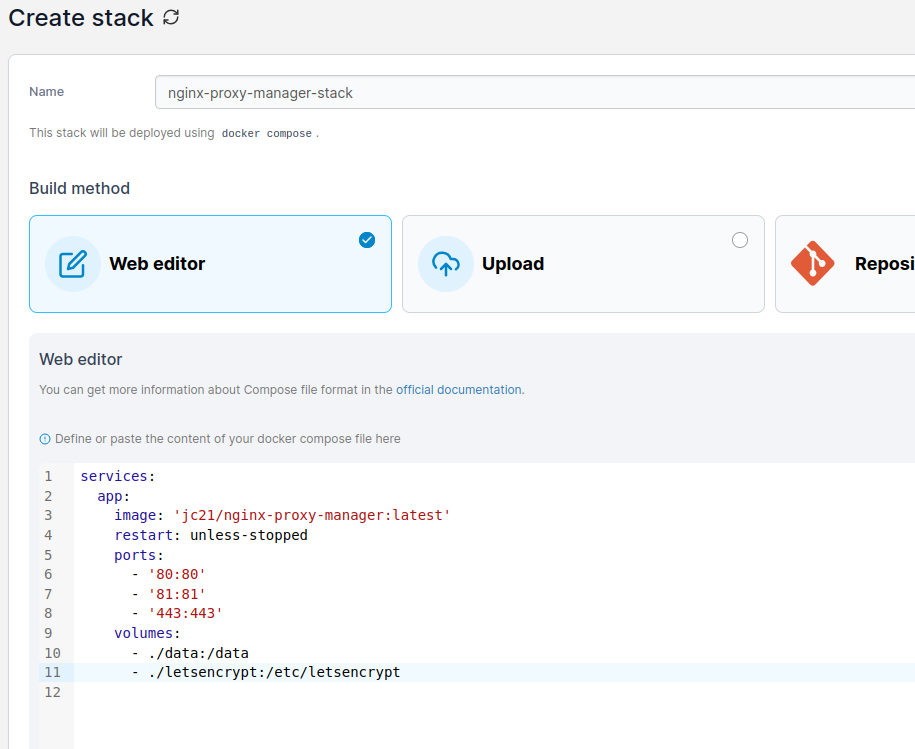 Create stack
Name nginx-proxy-manager-stack
This stack will be deployed using docker compose .
Build method
Web editor
Upload
Reposi
Web editor
You can get more information about Compose file format in the official documentation.
Define or paste the content of your docker compose file here
1 services:
2   app:
3     image: 'jc21/nginx-proxy-manager:latest'
4     restart: unless-stopped
5     ports:
6       - '80:80'
7       - '81:81'
8       - '443:443'
9     volumes:
10       - ./data:/data
11       - ./letsencrypt:/etc/letsencrypt
12